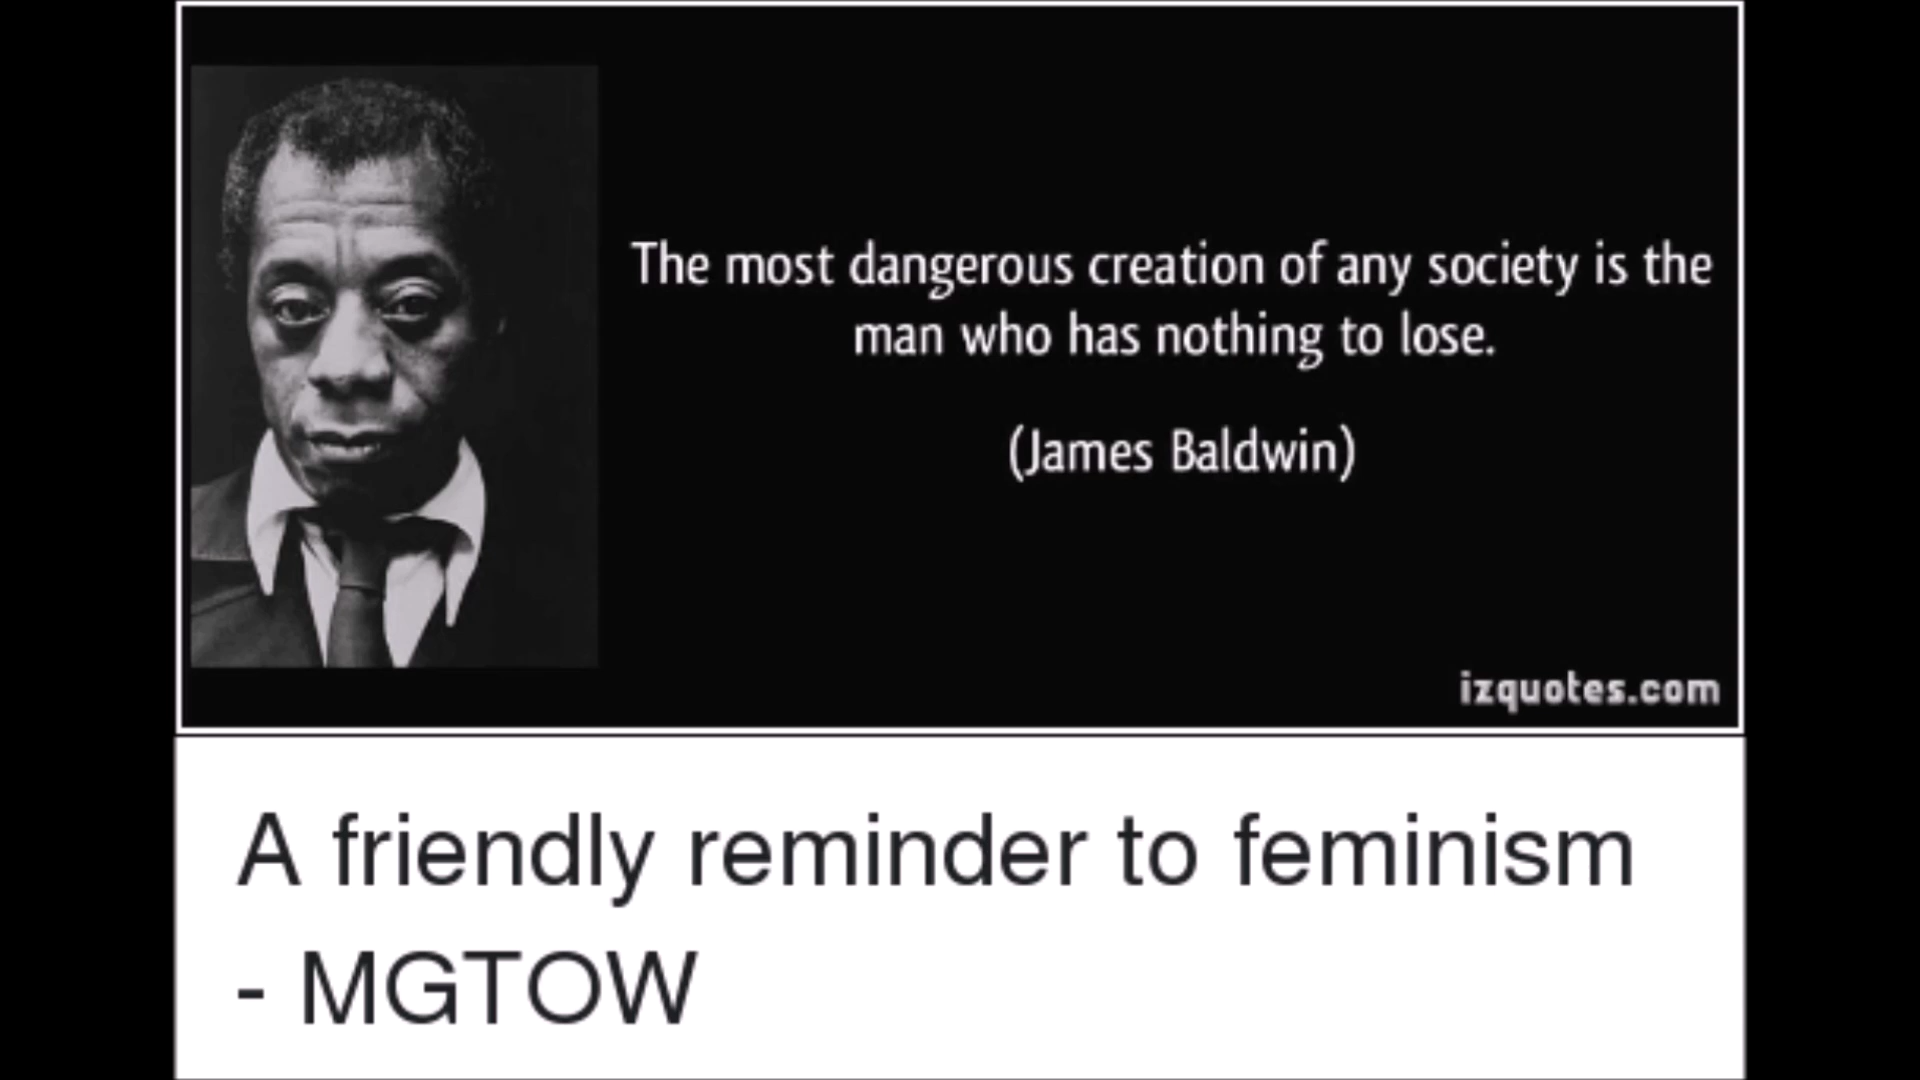 The most dangerous creation of any society is the
man who has nothing to lose.
(James Baldwin)
izquotes.com
A friendly reminder to feminism
- MGTOW